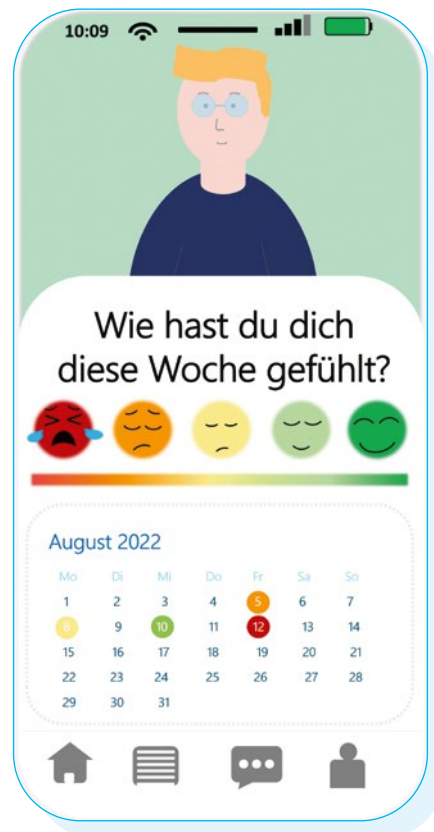 10:09
Wie hast du dich
diese Woche gefühlt?
August 2022
Mo Di Mi Do Fr Sa So
1 2 3 4 5 6 7
8 9 10 11 12 13 14
15 16 17 18 19 20 21
22 23 24 25 26 27 28
29 30 31